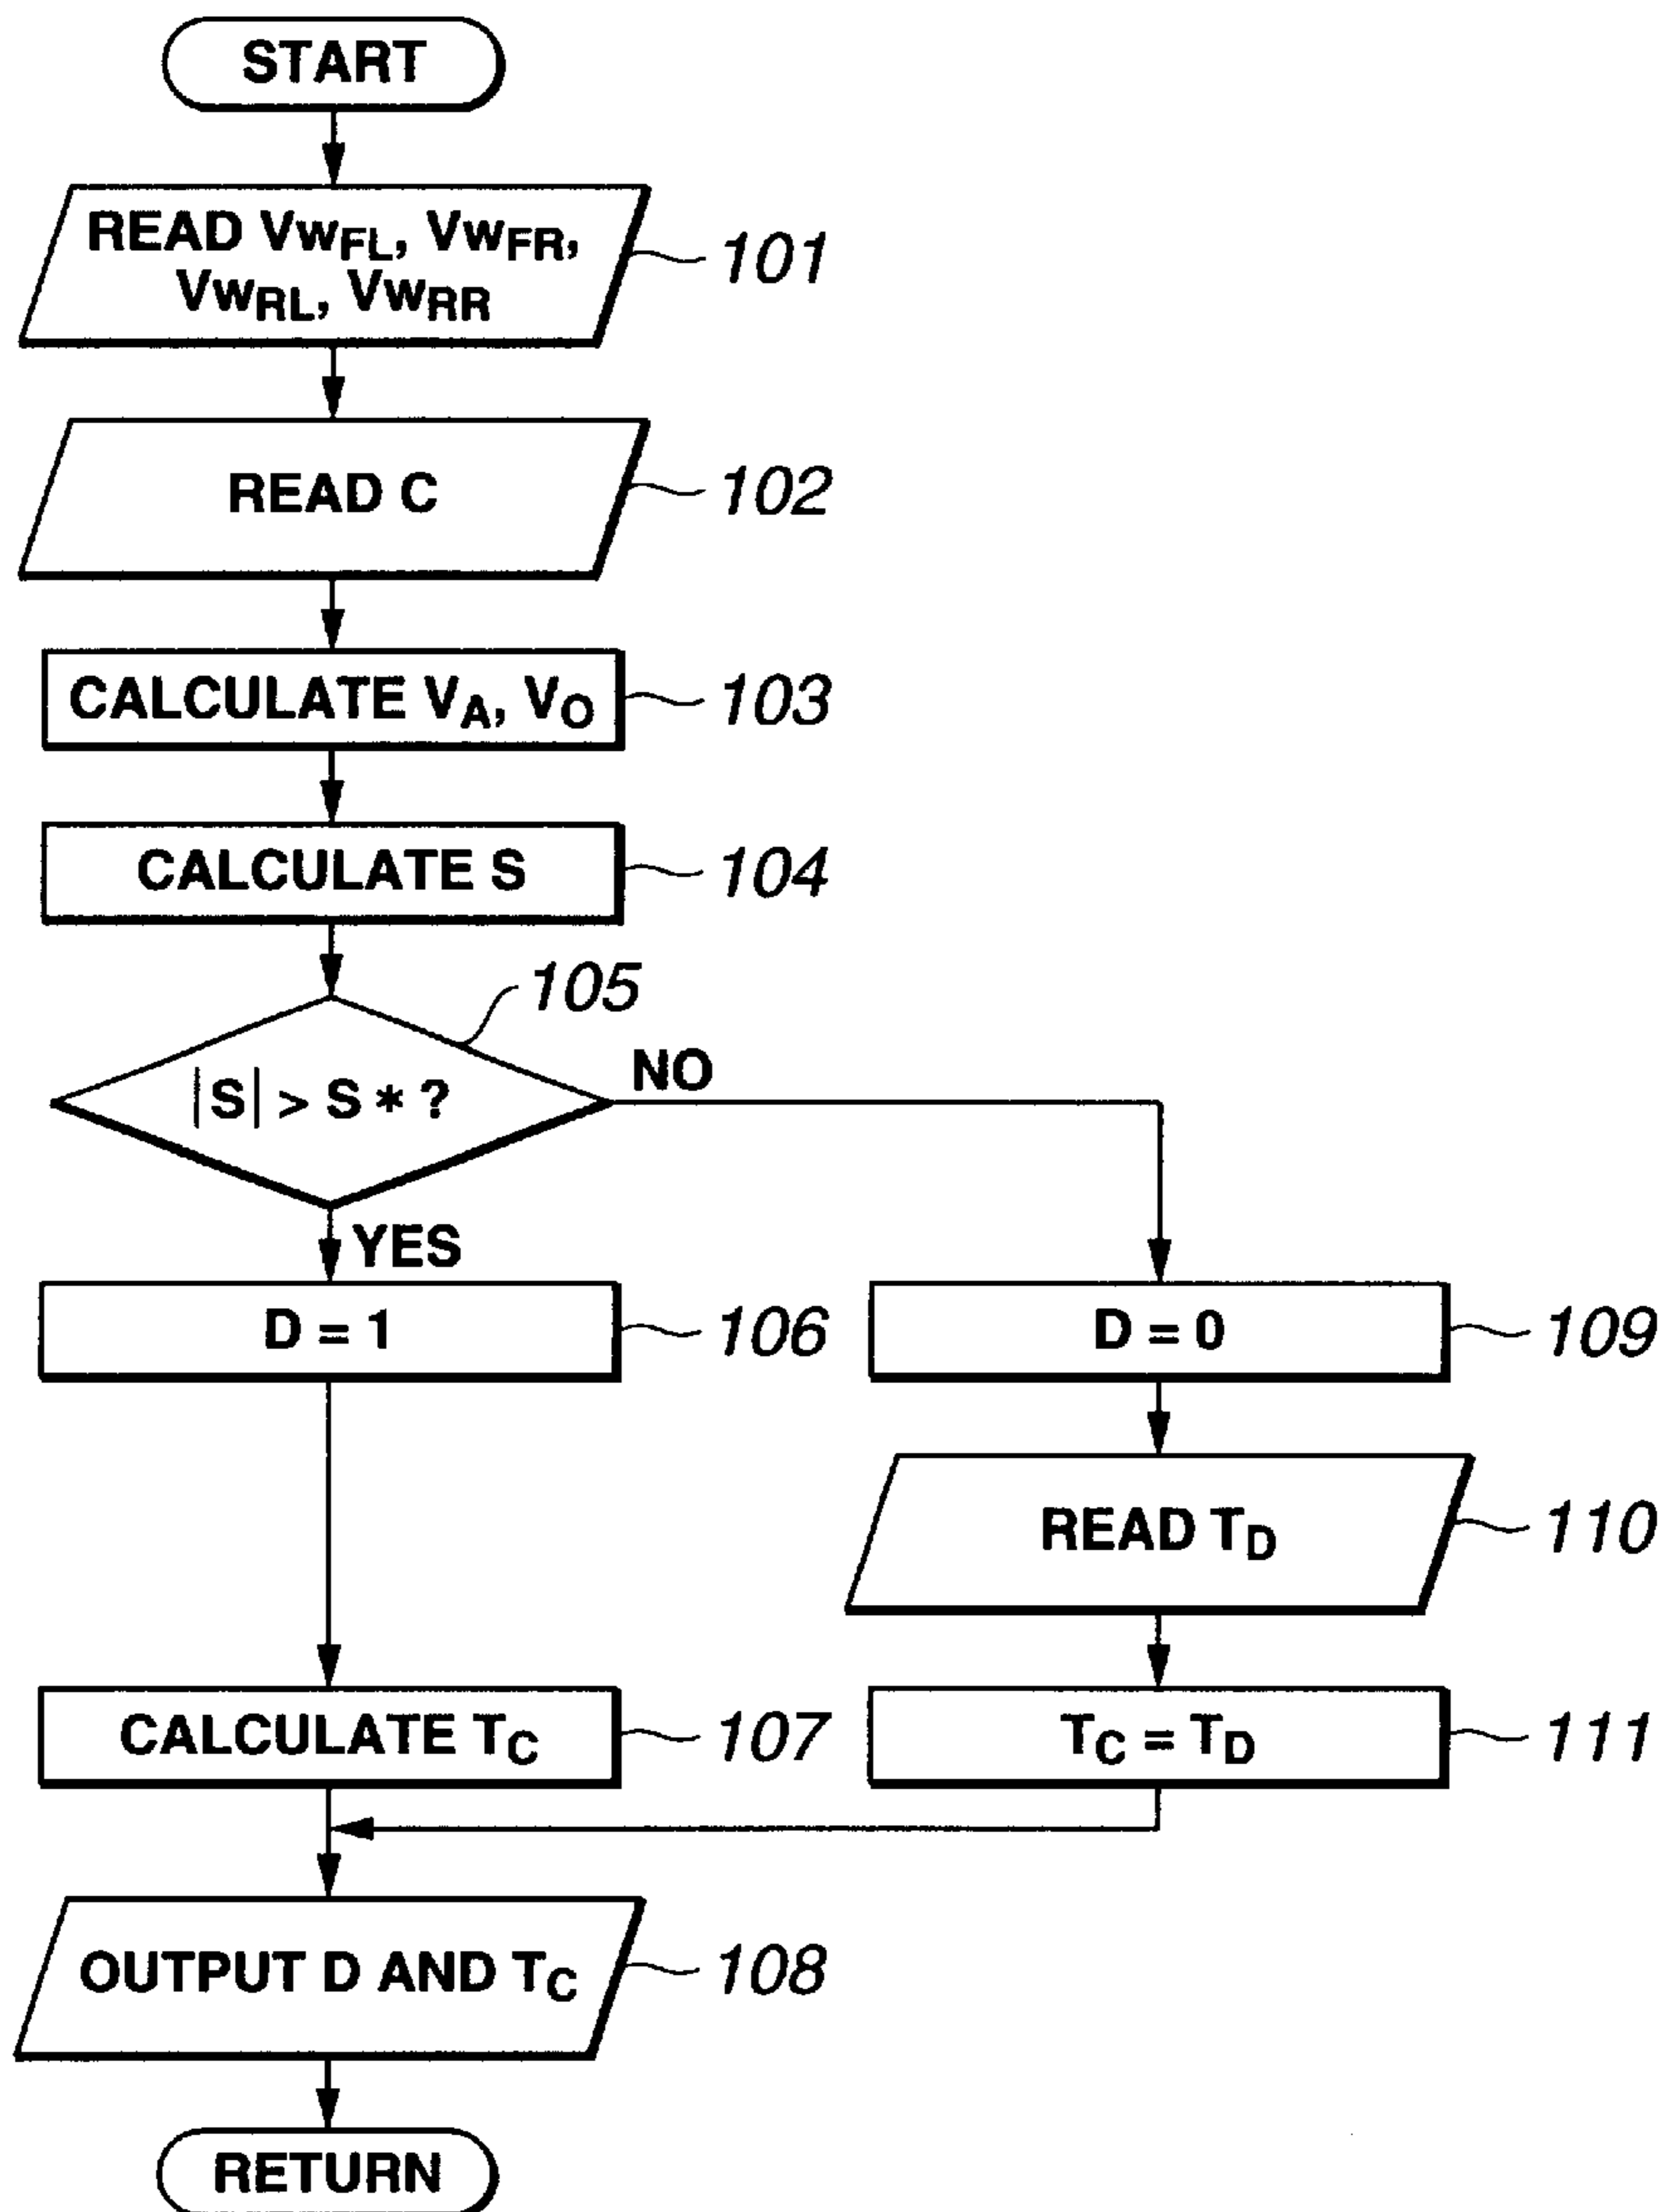 START
READ VwFL, VwFR,
VwRL, VwRR
101
READ C
102
CALCULATE VA, VO
103
CALCULATE S
104
105
|S| > S * ?
NO
YES
D = 1
106
D = 0
109
READ TD
110
CALCULATE TC
107
TC = TD
111
OUTPUT D AND TC
108
RETURN